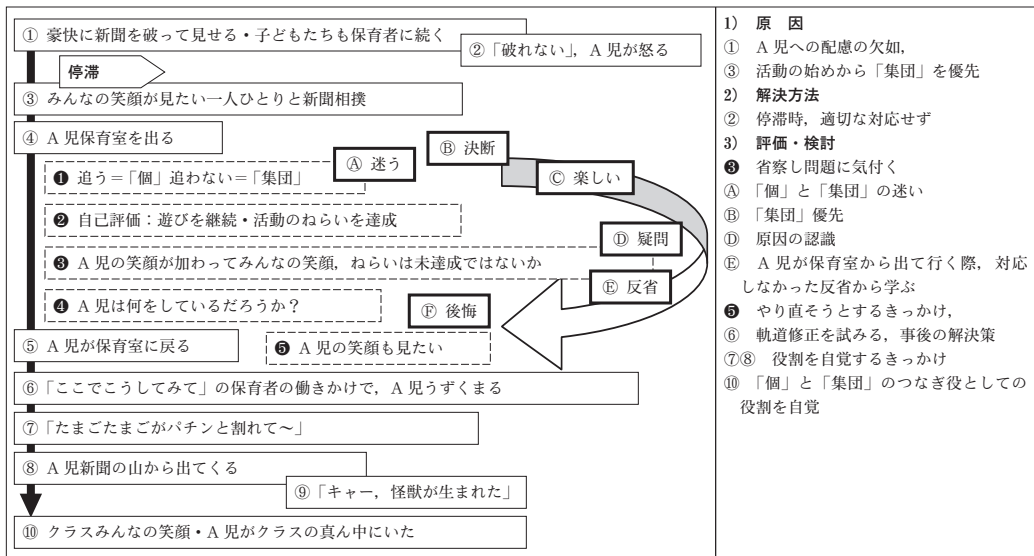 ① 豪快に新聞を破って見せる・子どもたちも保育者に続く
② 「破れない」，A 児が怒る
停滞
③ みんなの笑顔が見たい一人ひとりと新聞相撲
④ A 児保育室を出る
Ⓐ 迷う
Ⓑ 決断
❶ 追う＝「個」追わない＝「集団」
Ⓒ 楽しい
❷ 自己評価：遊びを継続・活動のねらいを達成
Ⓓ 疑問
❸ A 児の笑顔が加わってみんなの笑顔，ねらいは未達成ではないか
Ⓔ 反省
❹ A 児は何をしているだろうか？
Ⓕ 後悔
⑤ A 児が保育室に戻る
❺ A 児の笑顔も見たい
⑥ 「ここでこうしてみて」の保育者の働きかけで，A 児うずくまる
⑦ 「たまごたまごがパチンと割れて〜」
⑧ A 児新聞の山から出てくる
⑨ 「キャー，怪獣が生まれた」
⑩ クラスみんなの笑顔・A 児がクラスの真ん中にいた
1） 原　因
① A 児への配慮の欠如，
③ 活動の始めから「集団」を優先
2） 解決方法
② 停滞時，適切な対応せず
3） 評価・検討
❸ 省察し問題に気付く
Ⓐ 「個」と「集団」の迷い
Ⓑ 「集団」優先
Ⓓ 原因の認識
Ⓔ A 児が保育室から出て行く際，対応
しなかった反省から学ぶ
❺ やり直そうとするきっかけ，
⑥ 軌道修正を試みる，事後の解決策
⑦⑧ 役割を自覚するきっかけ
⑩ 「個」と「集団」のつなぎ役としての
役割を自覚